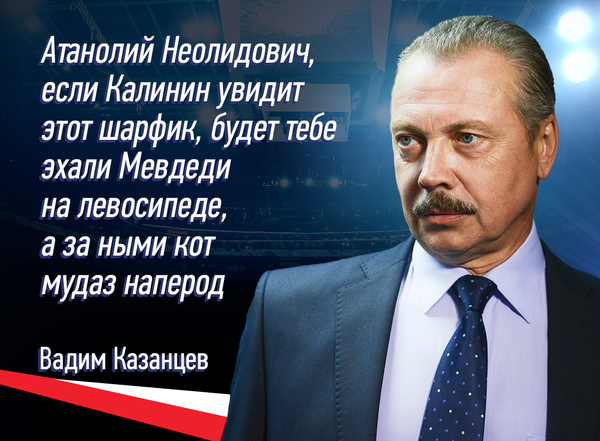 Атанолий Неолидович,
если Калинин увидит
этот шарфик, будет тебе
эхали Мевдеди
на левосипеде,
а за ными кот
мудаз наперод
Вадим Казанцев